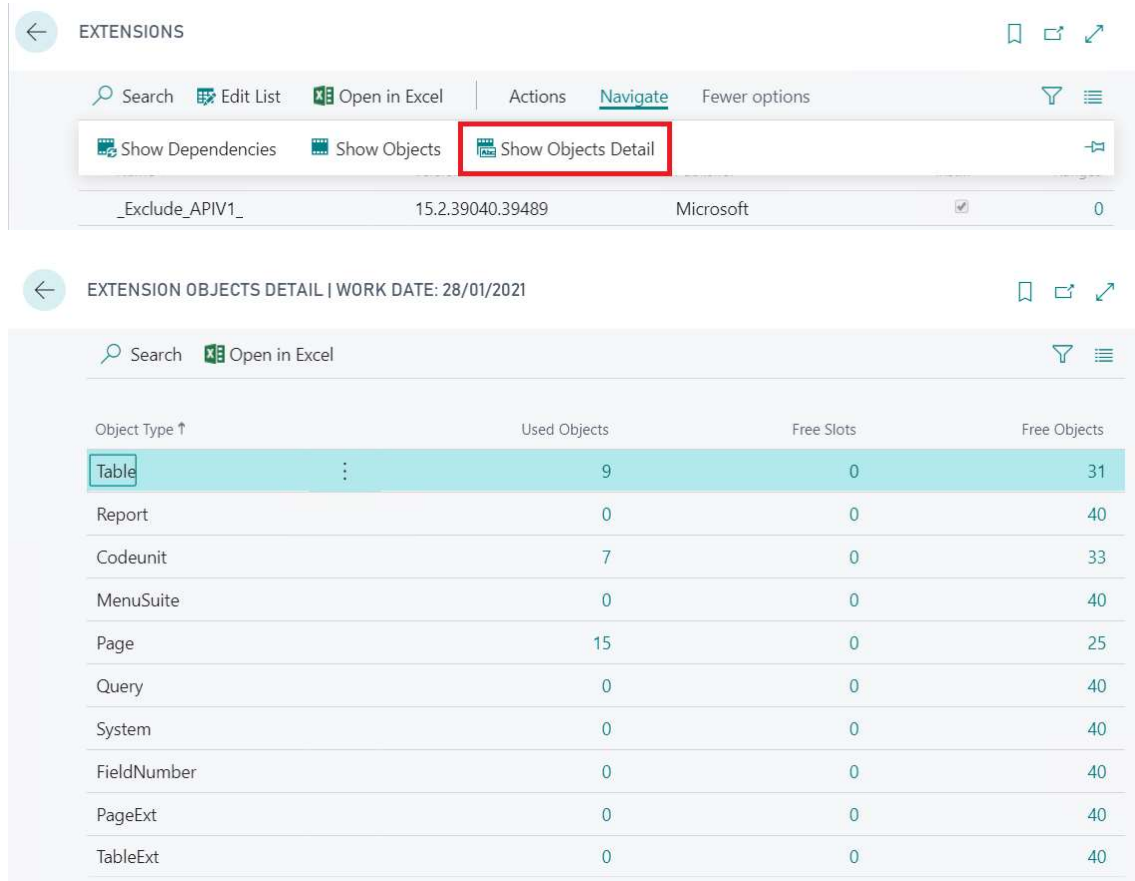 EXTENSIONS
Search Edit List Open in Excel Actions Navigate Fewer options
Show Dependencies Show Objects Show Objects Detail
_Exclude_APIV1_ 15.2.39040.39489 Microsoft 0
EXTENSION OBJECTS DETAIL | WORK DATE: 28/01/2021
Search Open in Excel
Object Type ↑ Used Objects Free Slots Free Objects
Table 9 0 31
Report 0 0 40
Codeunit 7 0 33
MenuSuite 0 0 40
Page 15 0 25
Query 0 0 40
System 0 0 40
FieldNumber 0 0 40
PageExt 0 0 40
TableExt 0 0 40